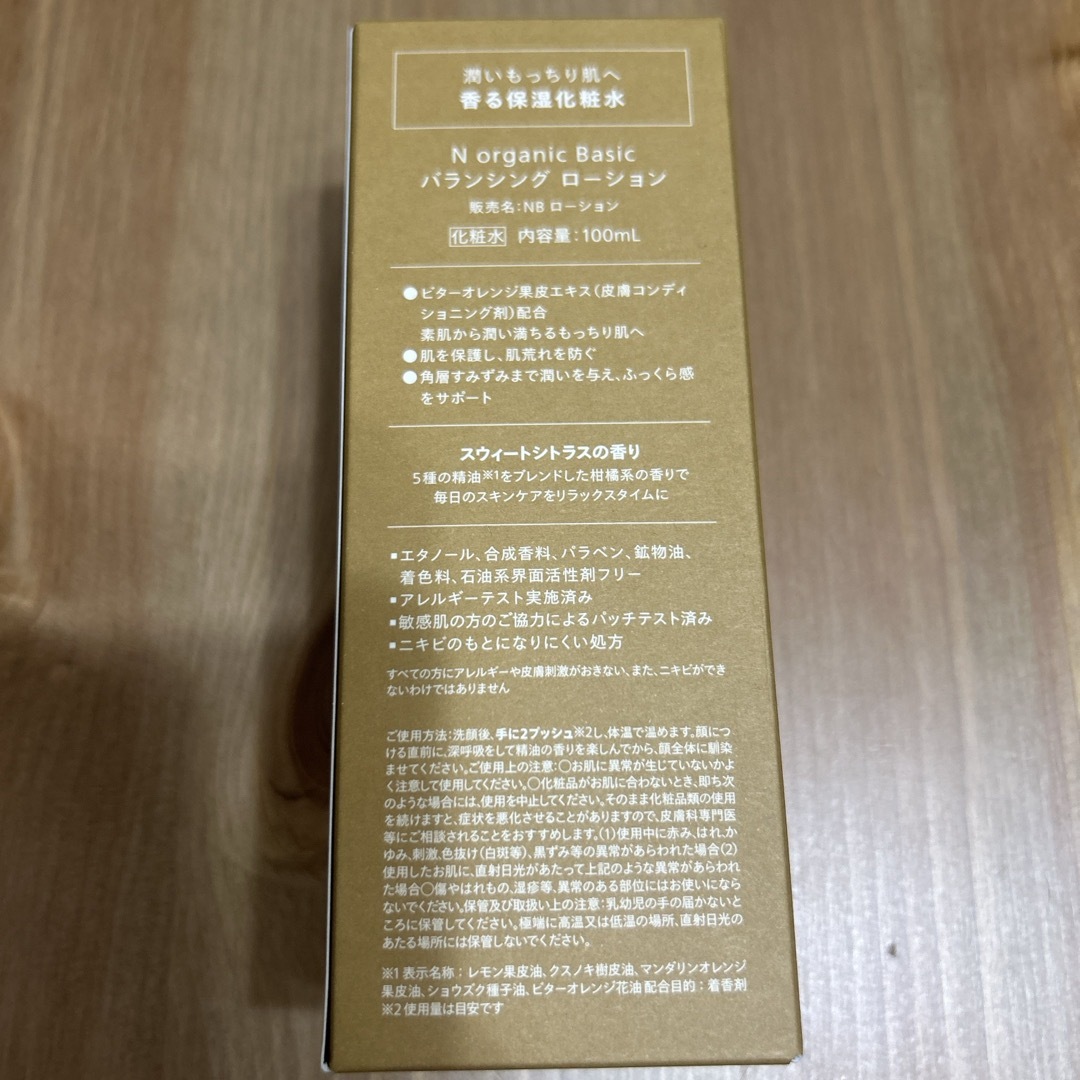 潤いもっちり肌へ
香る保湿化粧水
N organic Basic
バランシング ローション
販売名：NB ローション
化粧水 内容量：100mL
●ビターオレンジ果皮エキス（皮膚コンディ
ショニング剤）配合
素肌から潤い満ちるもっちり肌へ
●肌を保護し、肌荒れを防ぐ
●角層すみずみまで潤いを与え、ふっくら感
をサポート
スウィートシトラスの香り
5種の精油※1をブレンドした柑橘系の香りで
毎日のスキンケアをリラックスタイムに
▪エタノール、合成香料、パラベン、鉱物油、
着色料、石油系界面活性剤フリー
▪アレルギーテスト実施済み
▪敏感肌の方のご協力によるパッチテスト済み
▪ニキビのもとになりにくい処方
すべての方にアレルギーや皮膚刺激がおきない、また、ニキビができ
ないわけではありません
ご使用方法：洗顔後、手に2プッシュ※2し、体温で温めます。顔につ
ける直前に、深呼吸をして精油の香りを楽しんでから、顔全体に馴染
ませてください。ご使用上の注意：○お肌に異常が生じていないかよ
く注意して使用してください。○化粧品がお肌に合わないとき、即ち次
のような場合には、使用を中止してください。そのまま化粧品類の使用
を続けますと、症状を悪化させることがありますので、皮膚科専門医
等にご相談されることをおすすめします。（1）使用中に赤み、はれ、か
ゆみ、刺激、色抜け（白斑等）、黒ずみ等の異常があらわれた場合（2）
使用したお肌に、直射日光があたって上記のような異常があらわれ
た場合○傷やはれもの、湿疹等、異常のある部位にはお使いになら
ないでください。保管及び取扱い上の注意：乳幼児の手の届かないと
ころに保管してください。極端に高温又は低温の場所、直射日光の
あたる場所には保管しないでください。
※1 表示名称：レモン果皮油、クスノキ樹皮油、マンダリンオレンジ
果皮油、ショウズク種子油、ビターオレンジ花油 配合目的：着香剤
※2 使用量は目安です